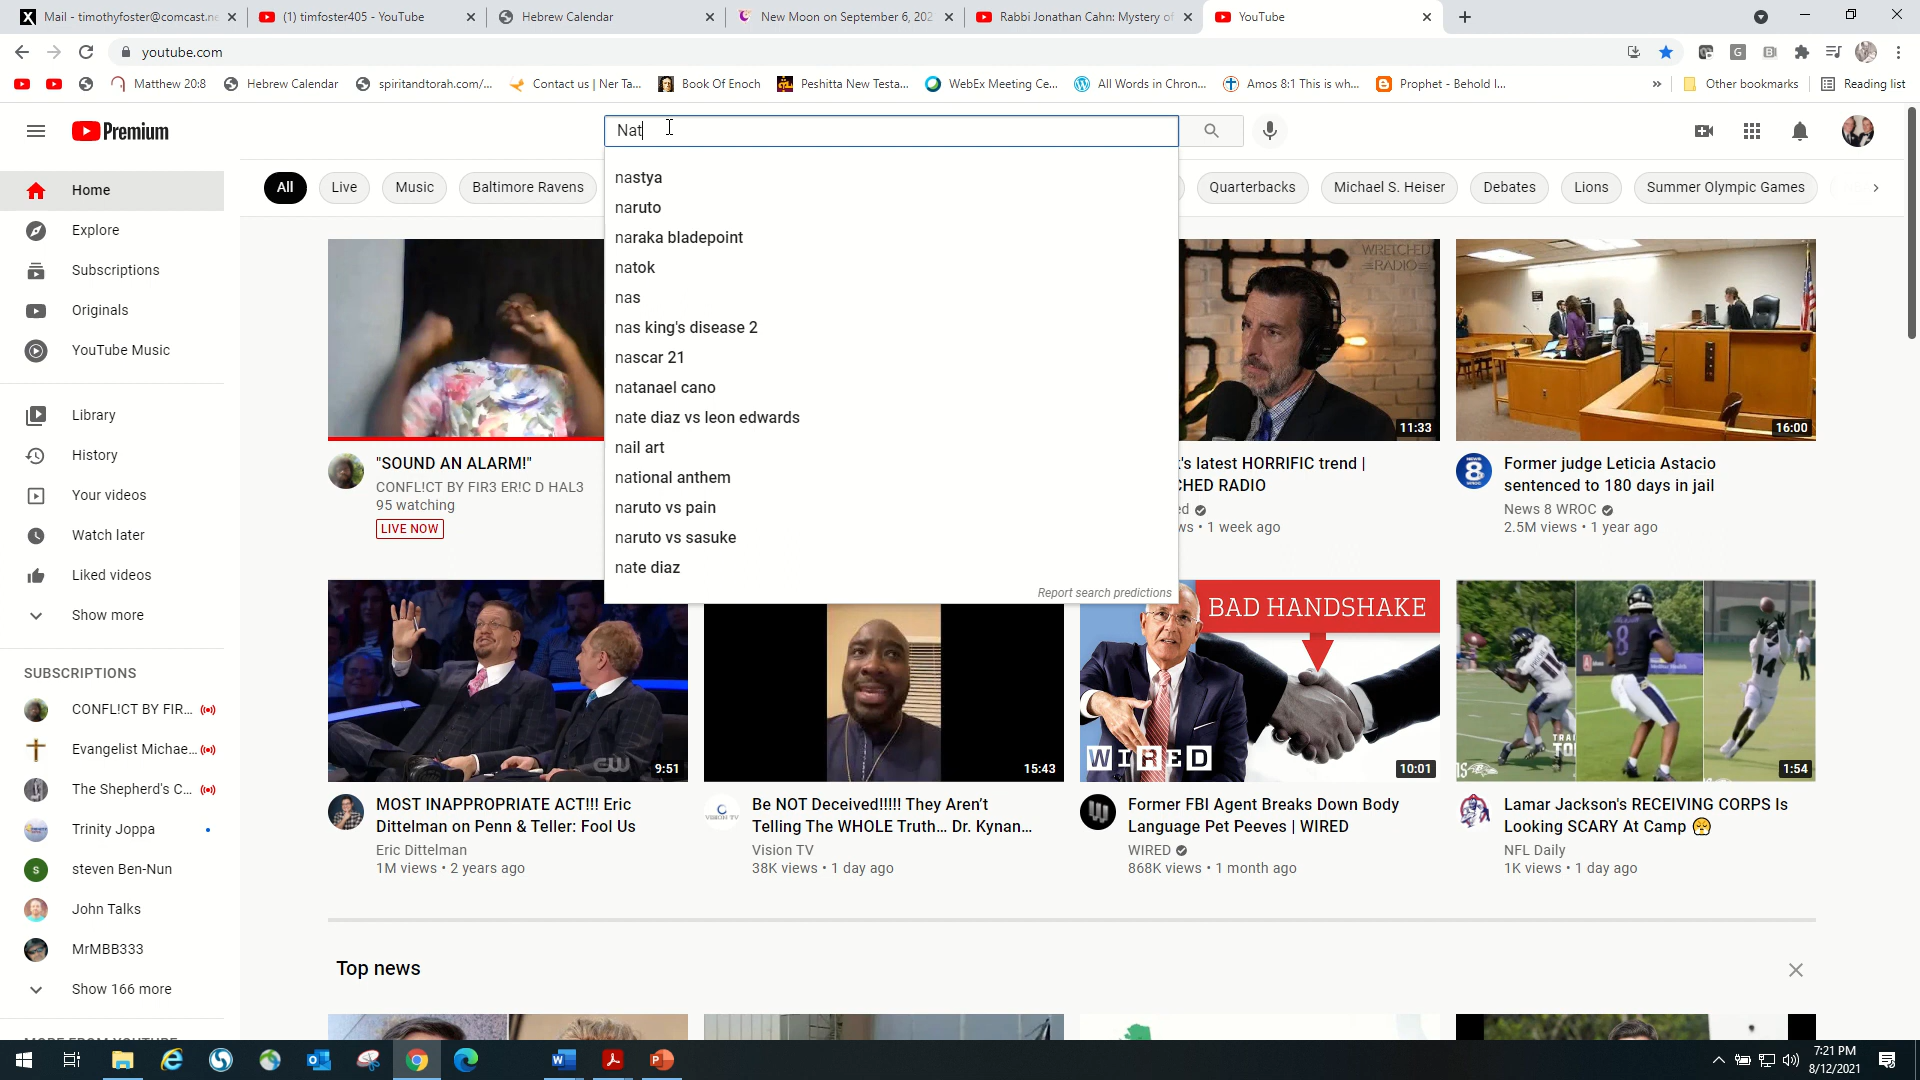 Mail - timothyfoster@comcast.ne
(1) timfoster405 - YouTube
Hebrew Calendar
New Moon on September 6, 202
Rabbi Jonathan Cahn: Mystery of
YouTube
youtube.com
Matthew 20:8
Hebrew Calendar
spiritandtorah.com/...
Contact us | Ner Ta...
Book Of Enoch
Peshitta New Testa...
WebEx Meeting Ce...
All Words in Chron...
Amos 8:1 This is wh...
Prophet - Behold I...
»
Other bookmarks
Reading list
Premium
Nat
All
Live
Music
Baltimore Ravens
Quarterbacks
Michael S. Heiser
Debates
Lions
Summer Olympic Games
nastya
naruto
naraka bladepoint
natok
nas
nas king's disease 2
nascar 21
natanael cano
nate diaz vs leon edwards
nail art
national anthem
naruto vs pain
naruto vs sasuke
nate diaz
Report search predictions
Home
Explore
Subscriptions
Originals
YouTube Music
Library
History
Your videos
Watch later
Liked videos
Show more
SUBSCRIPTIONS
CONFL!CT BY FIR...
Evangelist Michae...
The Shepherd's C...
Trinity Joppa
steven Ben-Nun
John Talks
MrMBB333
Show 166 more
MORE FROM YOUTUBE
"SOUND AN ALARM!"
CONFL!CT BY FIR3 ER!C D HAL3
95 watching
LIVE NOW
WRETCHED
RADIO
11:33
's latest HORRIFIC trend |
CHED RADIO
ed
ws • 1 week ago
16:00
NEWS
8
WROC
Former judge Leticia Astacio
sentenced to 180 days in jail
News 8 WROC
2.5M views • 1 year ago
CW
9:51
MOST INAPPROPRIATE ACT!!! Eric
Dittelman on Penn & Teller: Fool Us
Eric Dittelman
1M views • 2 years ago
15:43
VISION TV
Be NOT Deceived!!!!! They Aren't
Telling The WHOLE Truth... Dr. Kynan...
Vision TV
38K views • 1 day ago
BAD HANDSHAKE
WIRED
10:01
Former FBI Agent Breaks Down Body
Language Pet Peeves | WIRED
WIRED
868K views • 1 month ago
1:54
Lamar Jackson's RECEIVING CORPS Is
Looking SCARY At Camp 😤
NFL Daily
1K views • 1 day ago
Top news
7:21 PM
8/12/2021